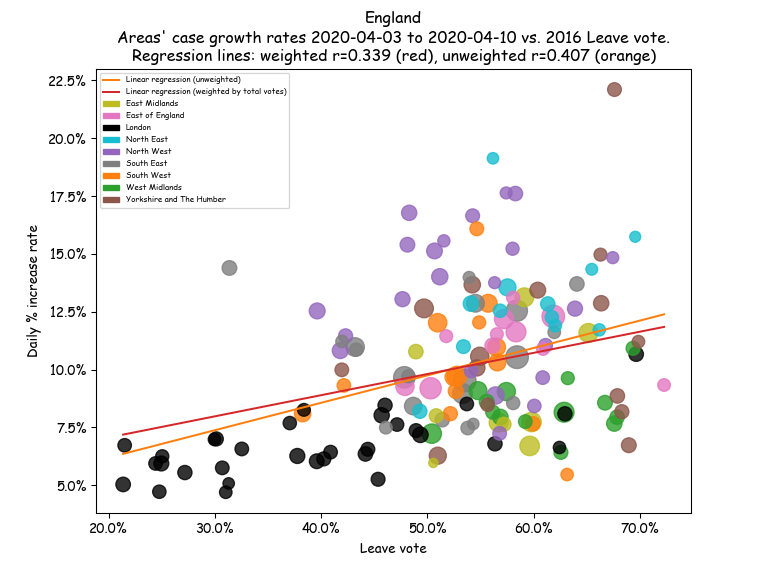 England
Areas' case growth rates 2020-04-03 to 2020-04-10 vs. 2016 Leave vote.
Regression lines: weighted r=0.339 (red), unweighted r=0.407 (orange)
Linear regression (unweighted)
Linear regression (weighted by total votes)
East Midlands
East of England
London
North East
North West
South East
South West
West Midlands
Yorkshire and The Humber
22.5%
20.0%
17.5%
15.0%
12.5%
10.0%
7.5%
5.0%
Daily % increase rate
20.0% 30.0% 40.0% 50.0% 60.0% 70.0%
Leave vote